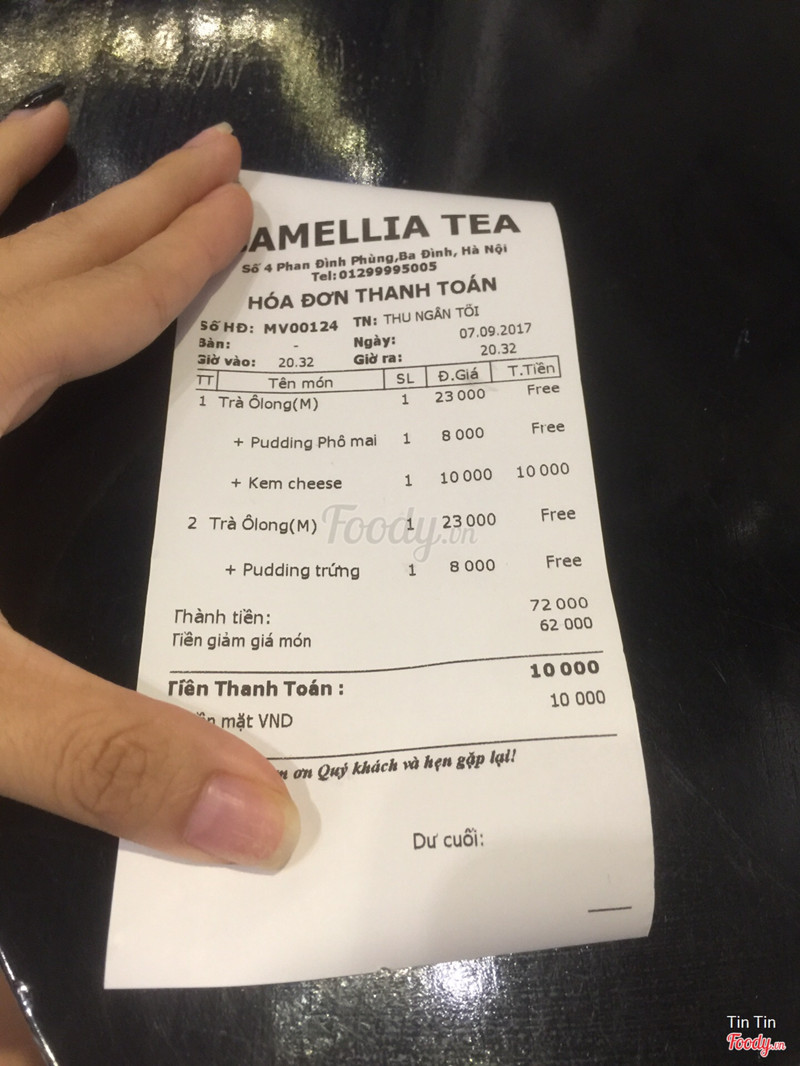 AMELLIA TEA
Số 4 Phan Đình Phùng,Ba Đình, Hà Nội
Tel:01299995005
HÓA ĐƠN THANH TOÁN
Số HĐ: MV00124 TN: THU NGÂN TỐI
Bàn: - Ngày: 07.09.2017
Giờ vào: 20.32 Giờ ra: 20.32
TT Tên món SL Đ.Giá T.Tiền
1 Trà Ôlong(M) 1 23 000 Free
+ Pudding Phô mai 1 8 000 Free
+ Kem cheese 1 10 000 10 000
2 Trà Ôlong(M) 1 23 000 Free
+ Pudding trứng 1 8 000 Free
Thành tiền: 72 000
Tiền giảm giá món 62 000
Tiền Thanh Toán : 10 000
mặt VND 10 000
ơn Quý khách và hẹn gặp lại!
Dư cuối:
Foody.vn
Tin Tin
Foody.vn